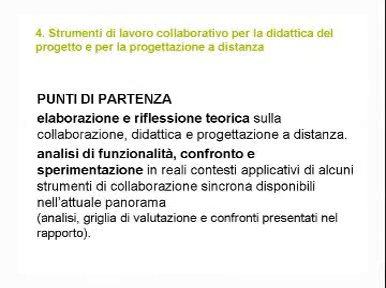 4. Strumenti di lavoro collaborativo per la didattica del
progetto e per la progettazione a distanza
PUNTI DI PARTENZA
elaborazione e riflessione teorica sulla
collaborazione, didattica e progettazione a distanza.
analisi di funzionalità, confronto e
sperimentazione in reali contesti applicativi di alcuni
strumenti di collaborazione sincrona disponibili
nell'attuale panorama
(analisi, griglia di valutazione e confronti presentati nel
rapporto).